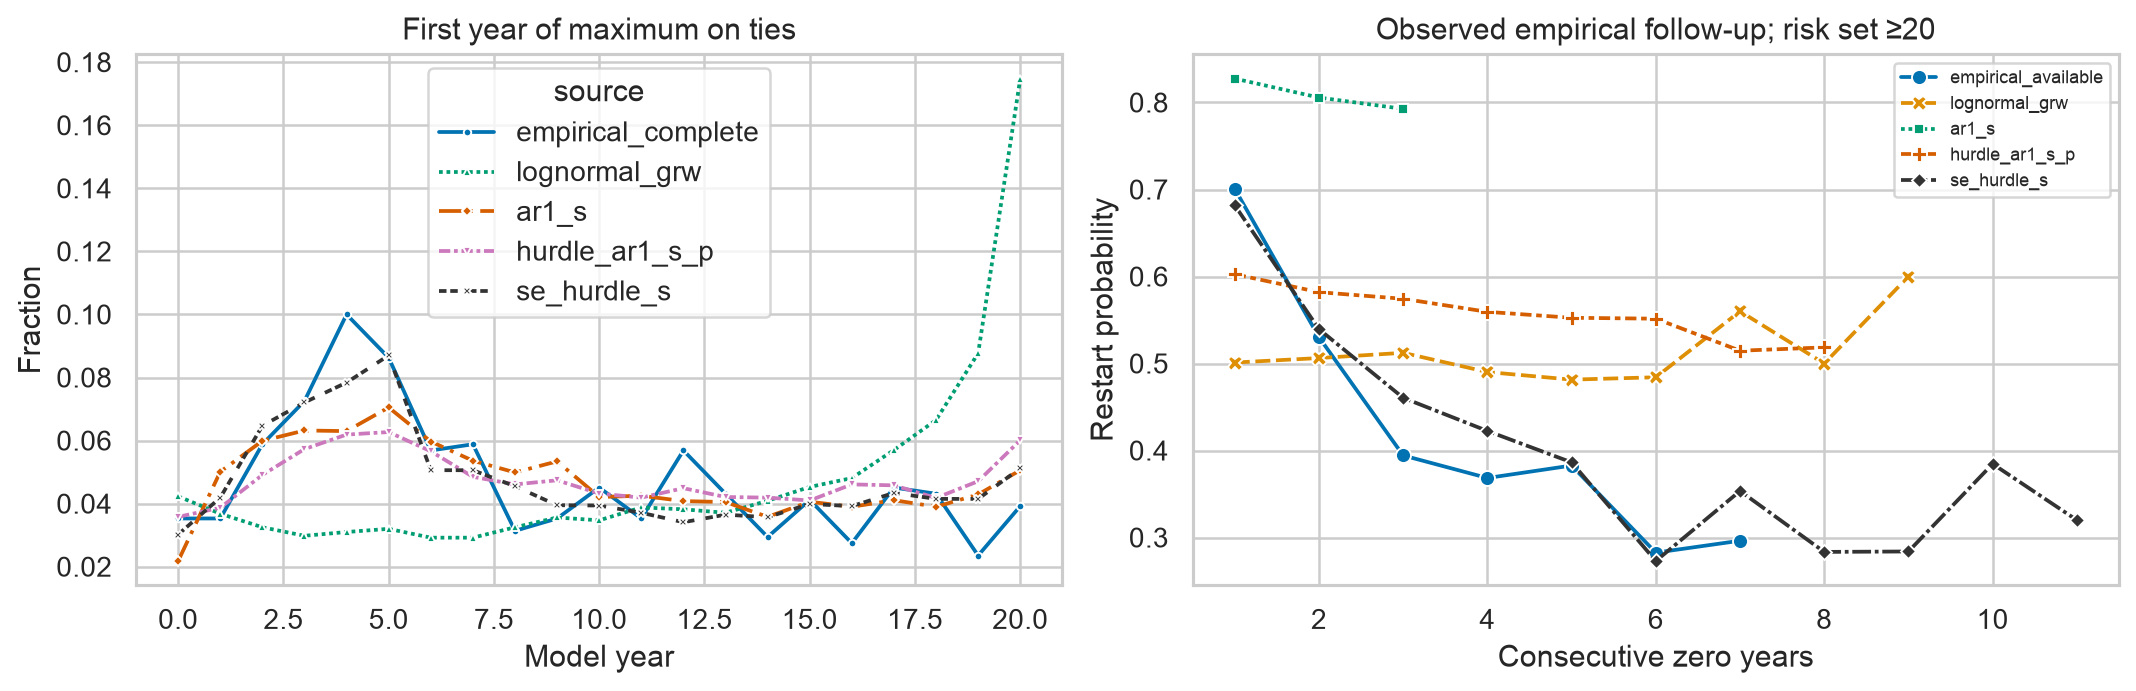 First year of maximum on ties
0.18
0.16
0.14
0.12
0.10
0.08
0.06
0.04
0.02
Fraction
source
empirical_complete
lognormal_grw
ar1_s
hurdle_ar1_s_p
se_hurdle_s
0.0 2.5 5.0 7.5 10.0 12.5 15.0 17.5 20.0
Model year
Observed empirical follow-up; risk set ≥20
0.8
0.7
0.6
0.5
0.4
0.3
Restart probability
empirical_available
lognormal_grw
ar1_s
hurdle_ar1_s_p
se_hurdle_s
2 4 6 8 10
Consecutive zero years